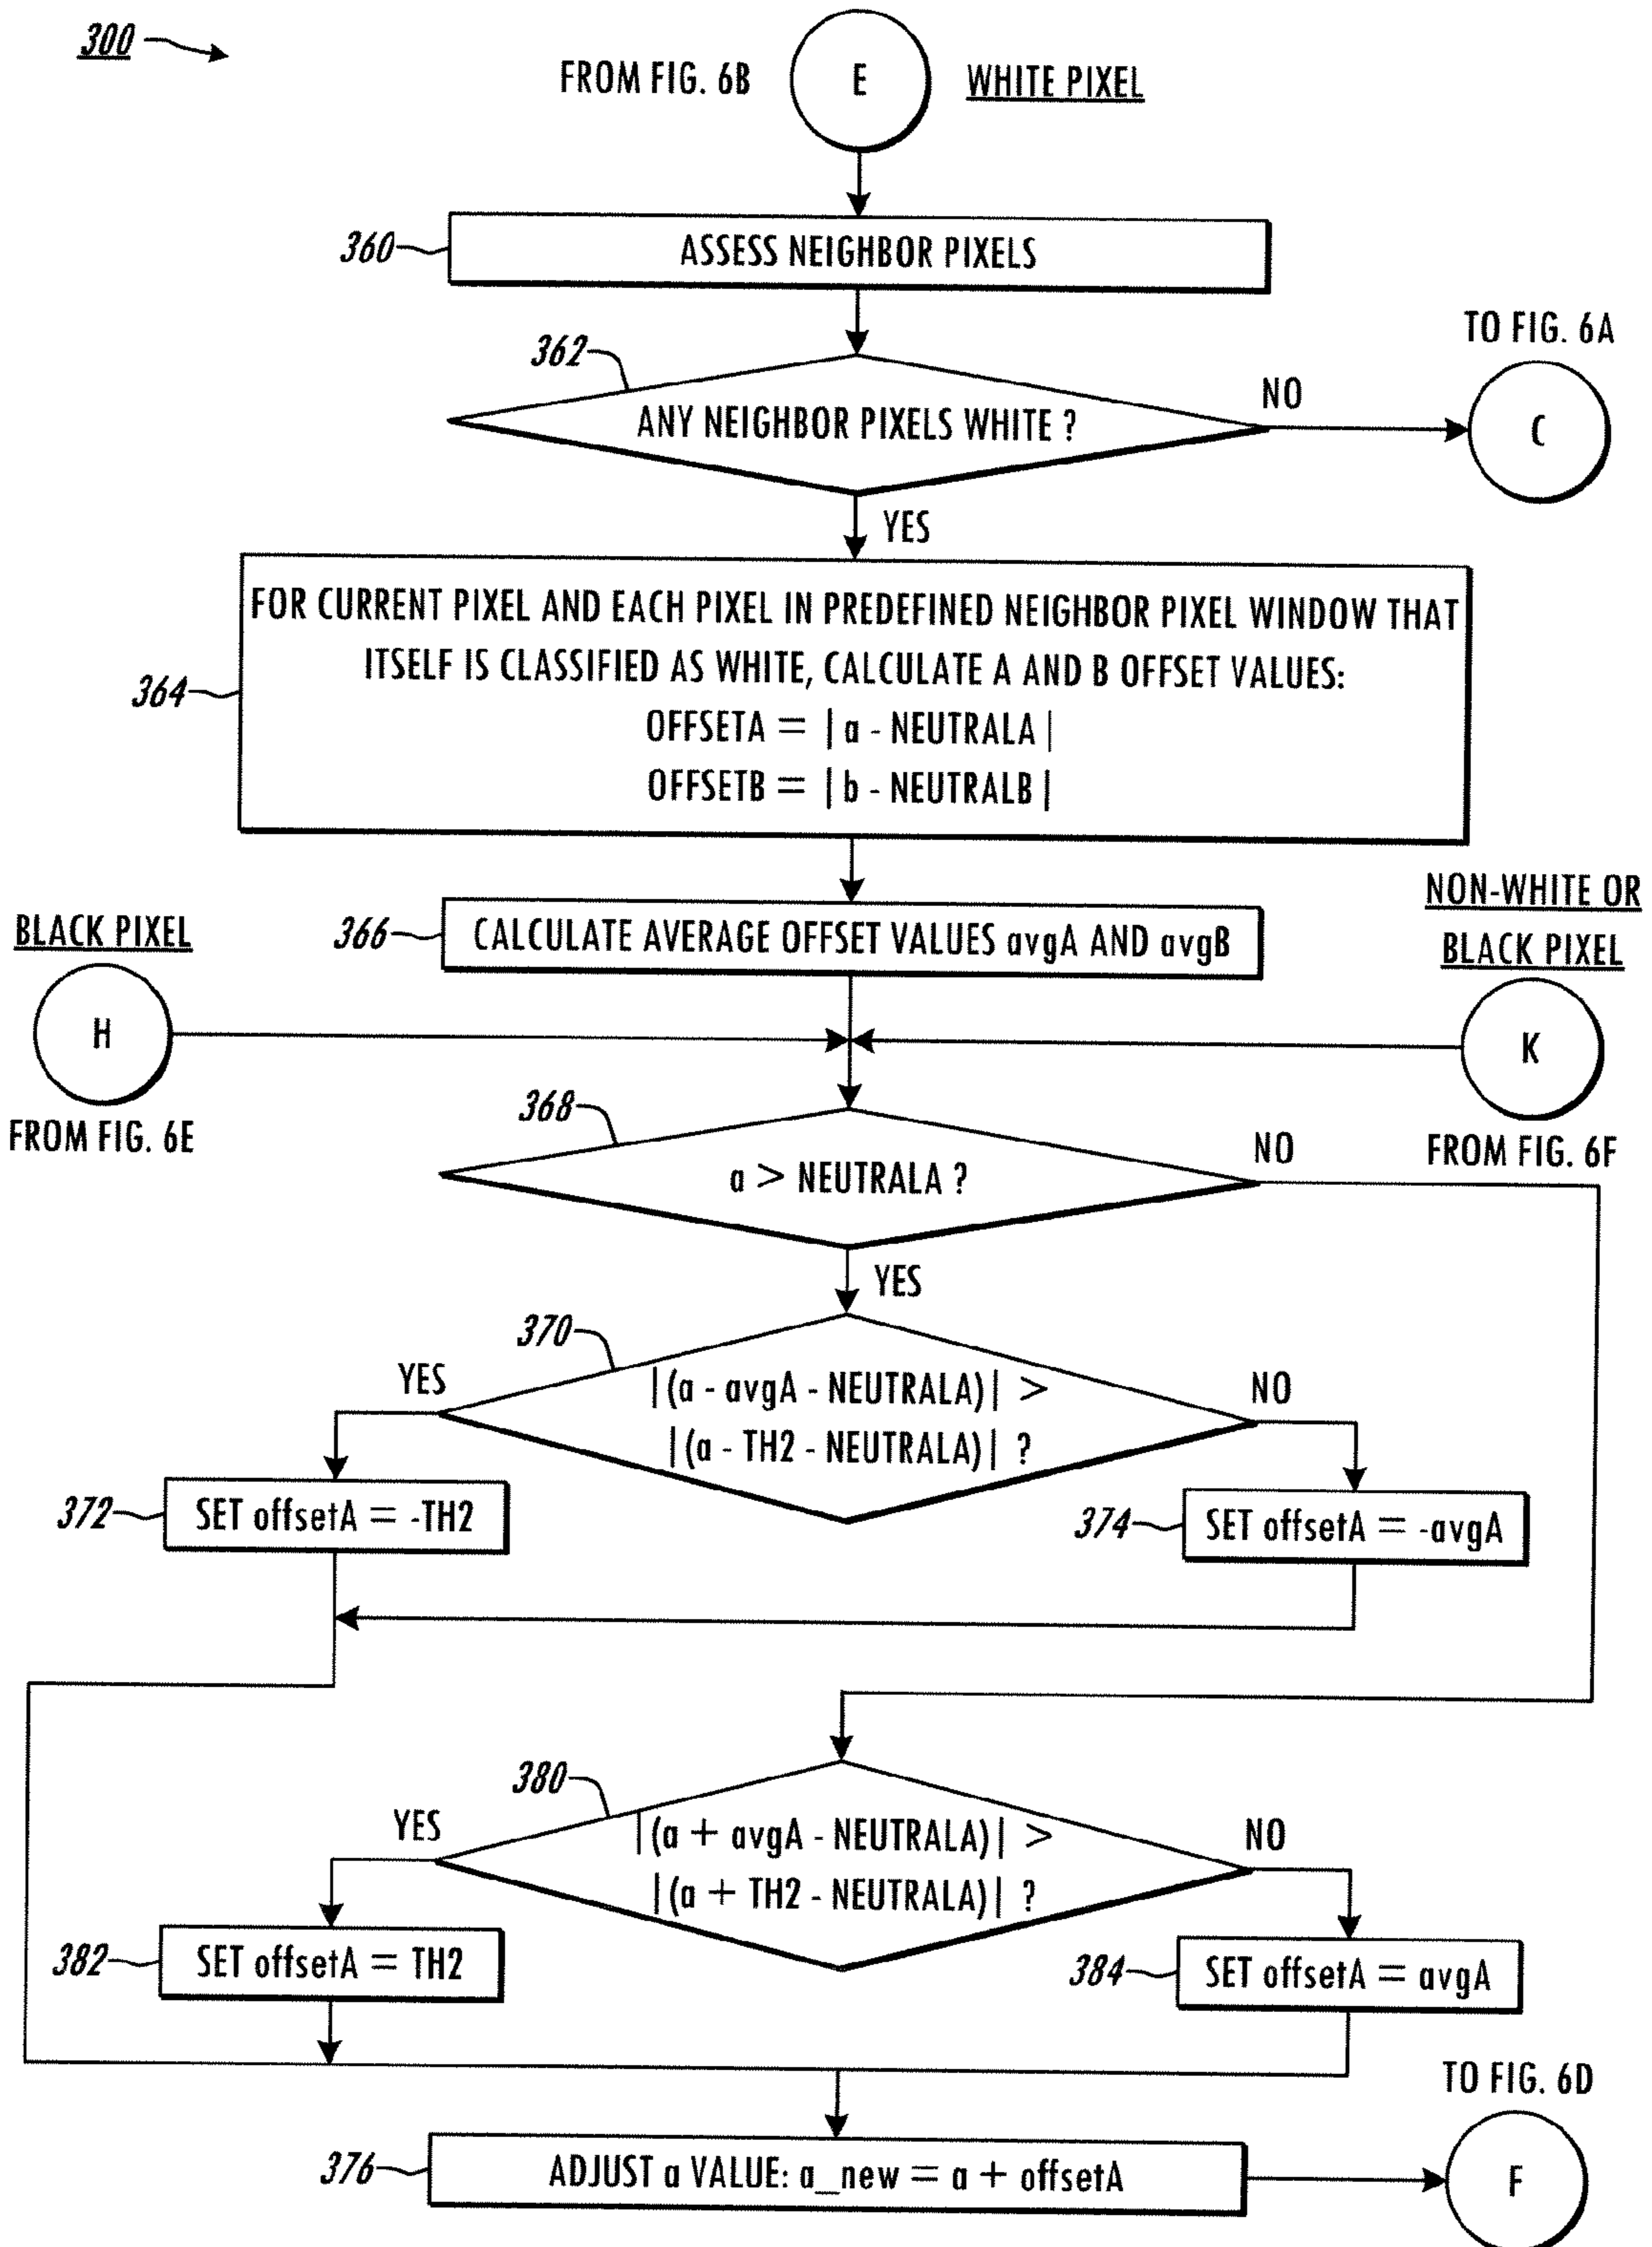 300
FROM FIG. 6B
E
WHITE PIXEL
360
ASSESS NEIGHBOR PIXELS
TO FIG. 6A
362
ANY NEIGHBOR PIXELS WHITE ?
NO
C
YES
364
FOR CURRENT PIXEL AND EACH PIXEL IN PREDEFINED NEIGHBOR PIXEL WINDOW THAT
ITSELF IS CLASSIFIED AS WHITE, CALCULATE A AND B OFFSET VALUES:
OFFSETA = | a - NEUTRALA |
OFFSETB = | b - NEUTRALB |
366
CALCULATE AVERAGE OFFSET VALUES avgA AND avgB
BLACK PIXEL
H
FROM FIG. 6E
NON-WHITE OR
BLACK PIXEL
K
FROM FIG. 6F
368
a > NEUTRALA ?
NO
YES
370
|(a - avgA - NEUTRALA)| >
|(a - TH2 - NEUTRALA)| ?
YES
NO
372
SET offsetA = -TH2
374
SET offsetA = -avgA
380
|(a + avgA - NEUTRALA)| >
|(a + TH2 - NEUTRALA)| ?
YES
NO
382
SET offsetA = TH2
384
SET offsetA = avgA
TO FIG. 6D
376
ADJUST a VALUE: a_new = a + offsetA
F